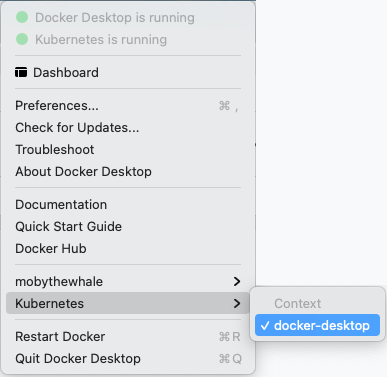 Docker Desktop is running
Kubernetes is running
Dashboard
Preferences... ⌘ ,
Check for Updates...
Troubleshoot
About Docker Desktop
Documentation
Quick Start Guide
Docker Hub
mobythewhale
Kubernetes
Context
✓ docker-desktop
Restart Docker ⌘ R
Quit Docker Desktop ⌘ Q